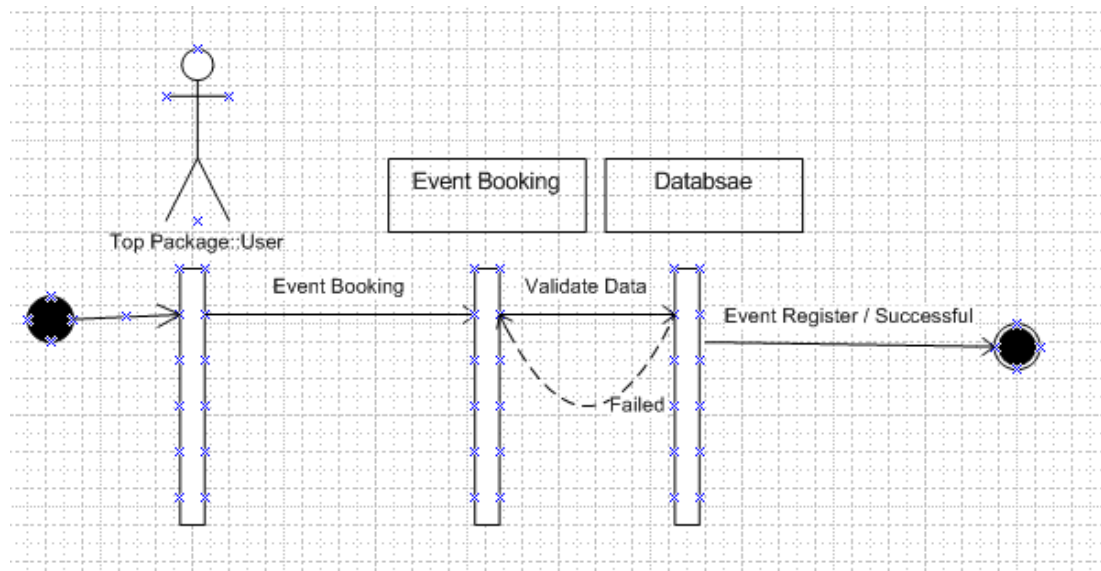 Event Booking
Databsae
Top Package::User
Event Booking
Validate Data
Event Register / Successful
Failed